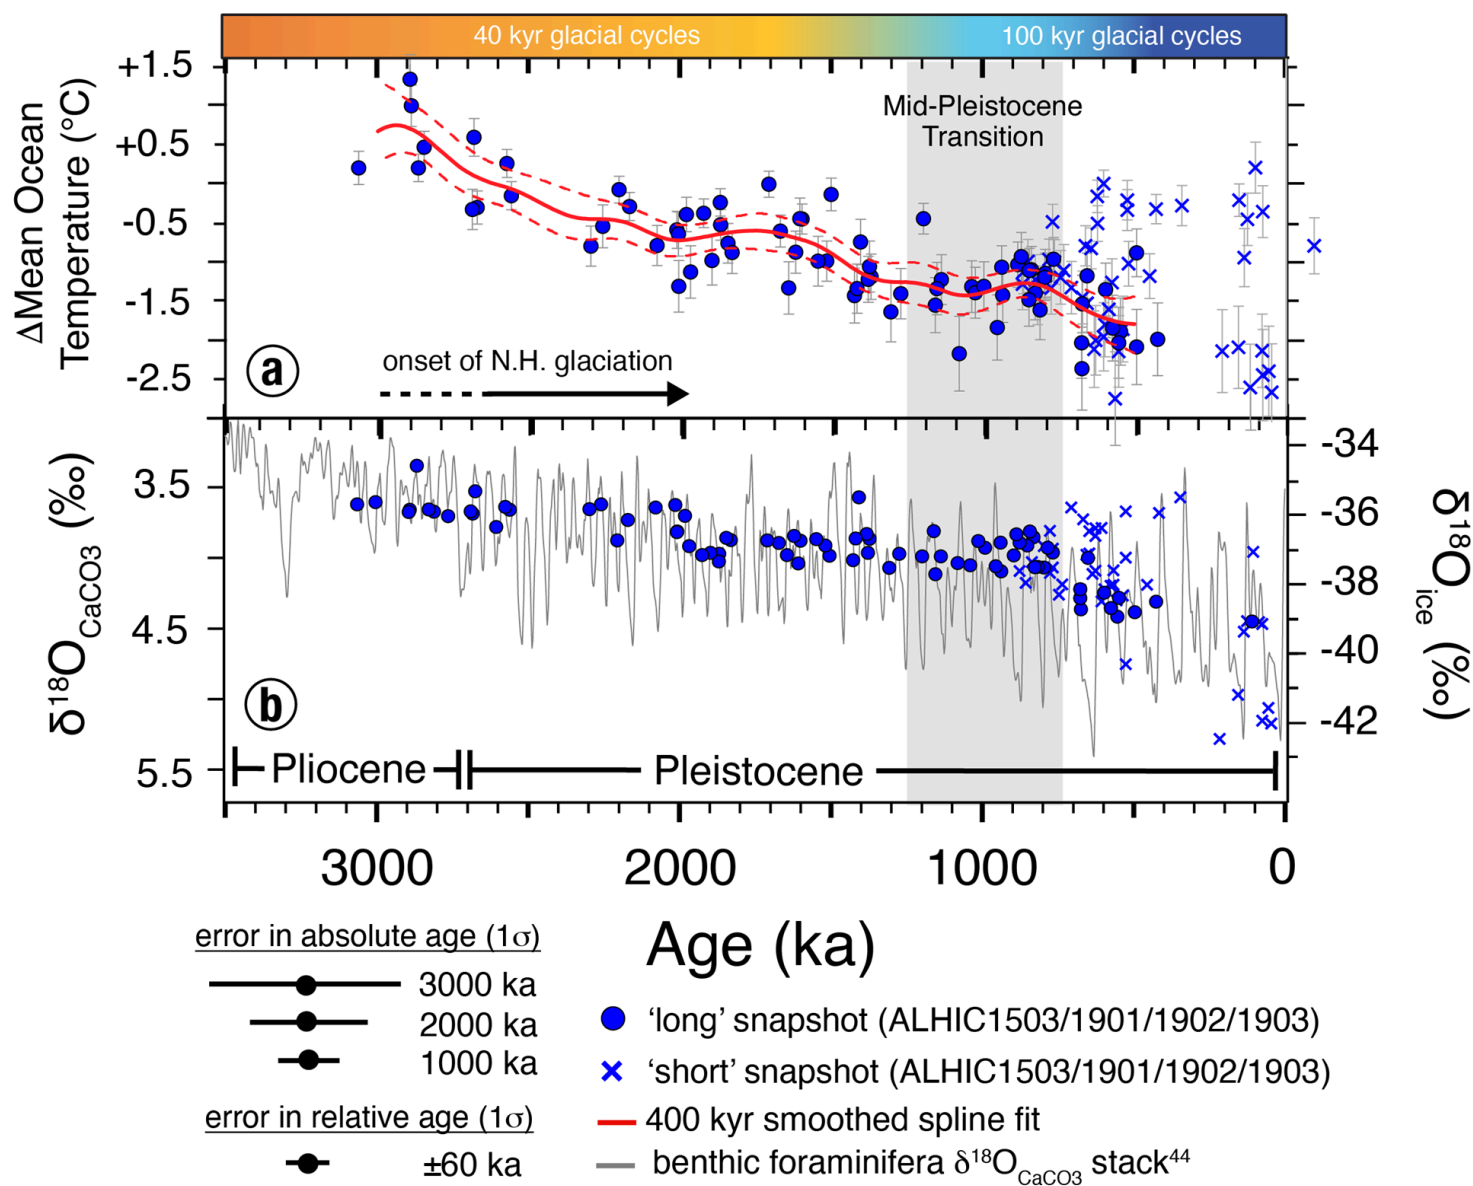 40 kyr glacial cycles 100 kyr glacial cycles
ΔMean Ocean
Temperature (°C)
+1.5
+0.5
-0.5
-1.5
-2.5
Mid-Pleistocene
Transition
onset of N.H. glaciation
a
δ¹⁸O_CaCO3 (‰)
3.5
4.5
5.5
-34
-36
-38
-40
-42
δ¹⁸O_ice (‰)
b
Pliocene Pleistocene
3000 2000 1000 0
Age (ka)
error in absolute age (1σ)
3000 ka
2000 ka
1000 ka
error in relative age (1σ)
±60 ka
‘long’ snapshot (ALHIC1503/1901/1902/1903)
‘short’ snapshot (ALHIC1503/1901/1902/1903)
400 kyr smoothed spline fit
benthic foraminifera δ¹⁸O_CaCO3 stack⁴⁴